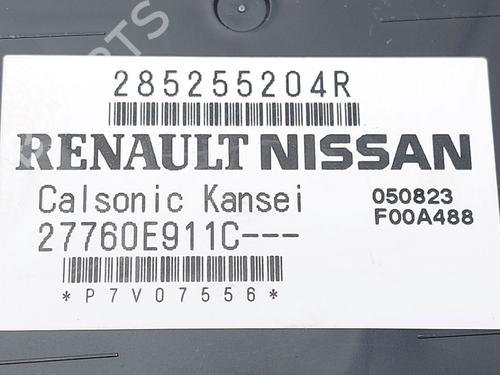 285255204R
RENAULT NISSAN
Calsonic Kansei 050823
27760E911C--- F00A488
*P7V07556*